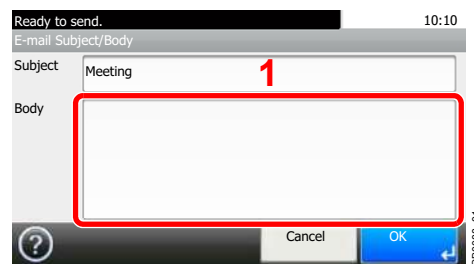 Ready to send. 10:10
E-mail Subject/Body
Subject Meeting 1
Body
? Cancel OK